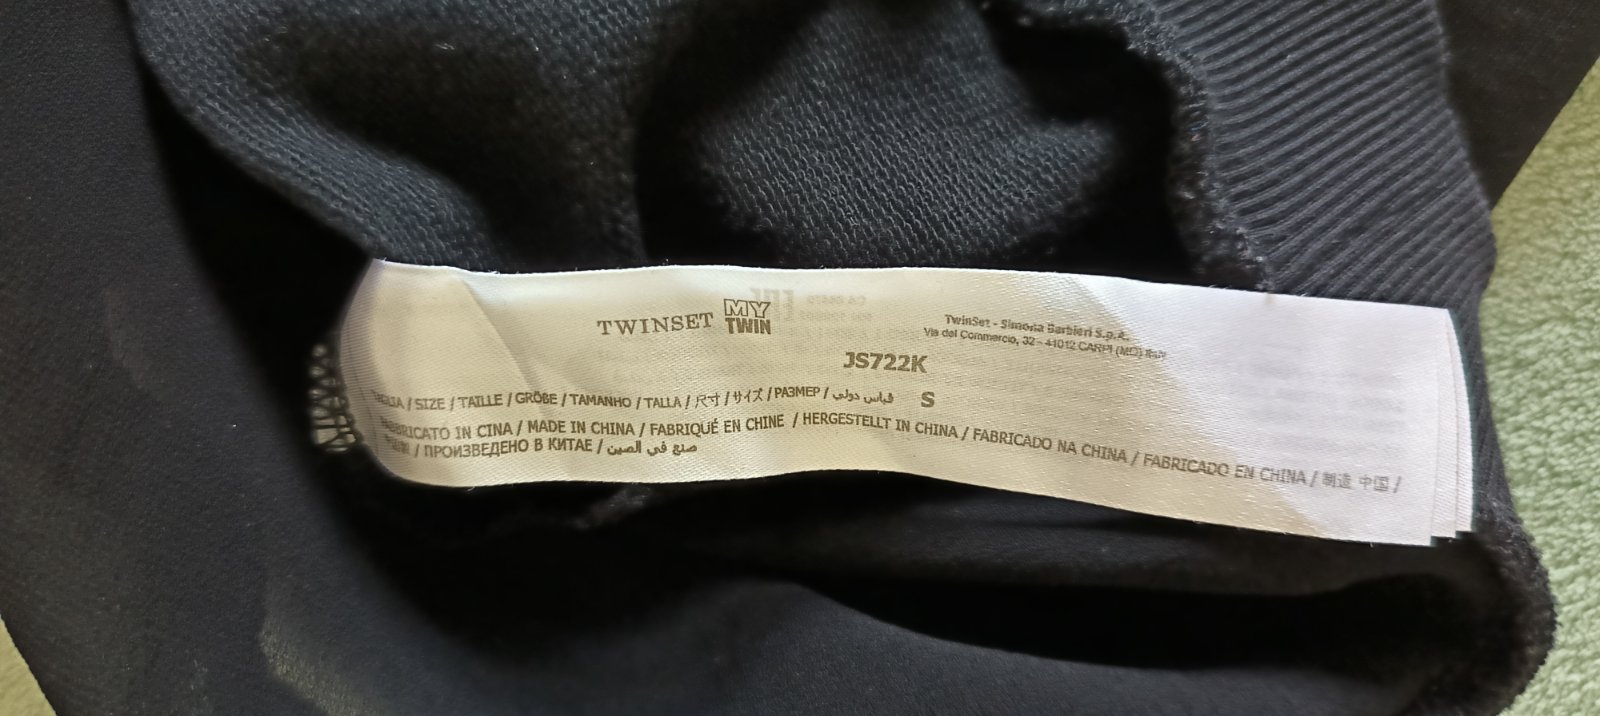 TWINSET MY TWIN
TwinSet - Simona Barbieri S.p.A.
Via del Commercio, 32 - 41012 CARPI (MO) Italy
JS722K
TAGLIA / SIZE / TAILLE / GRÖBE / TAMANHO / TALLA / 尺寸 / サイズ / РАЗМЕР / قياس دولي S
FABBRICATO IN CINA / MADE IN CHINA / FABRIQUÉ EN CHINE / HERGESTELLT IN CHINA / FABRICADO NA CHINA / FABRICADO EN CHINA / 制造 中国 /
/ ПРОИЗВЕДЕНО В КИТАЕ / صنع في الصين